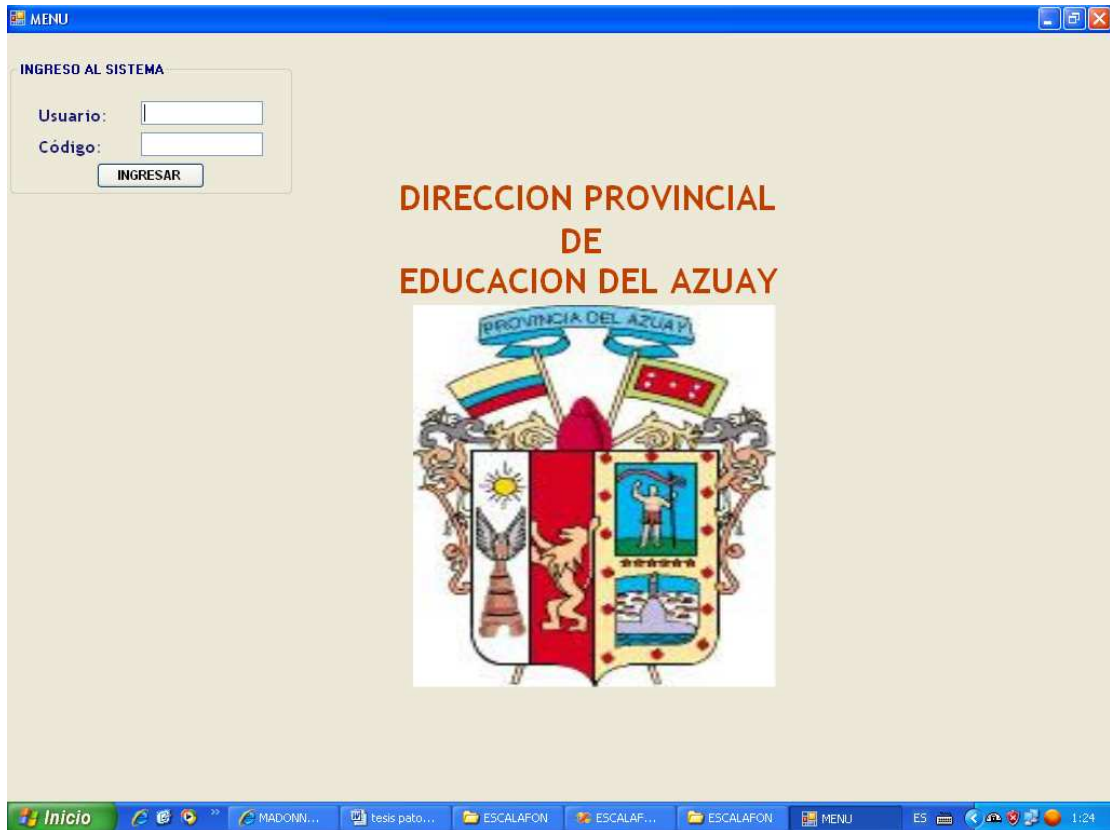 MENU
INGRESO AL SISTEMA
Usuario:
Código:
INGRESAR
DIRECCION PROVINCIAL
DE
EDUCACION DEL AZUAY
PROVINCIA DEL AZUAY
Inicio
MADONN...
tesis pato...
ESCALAFON
ESCALAF...
ESCALAFON
MENU
ES
1:24